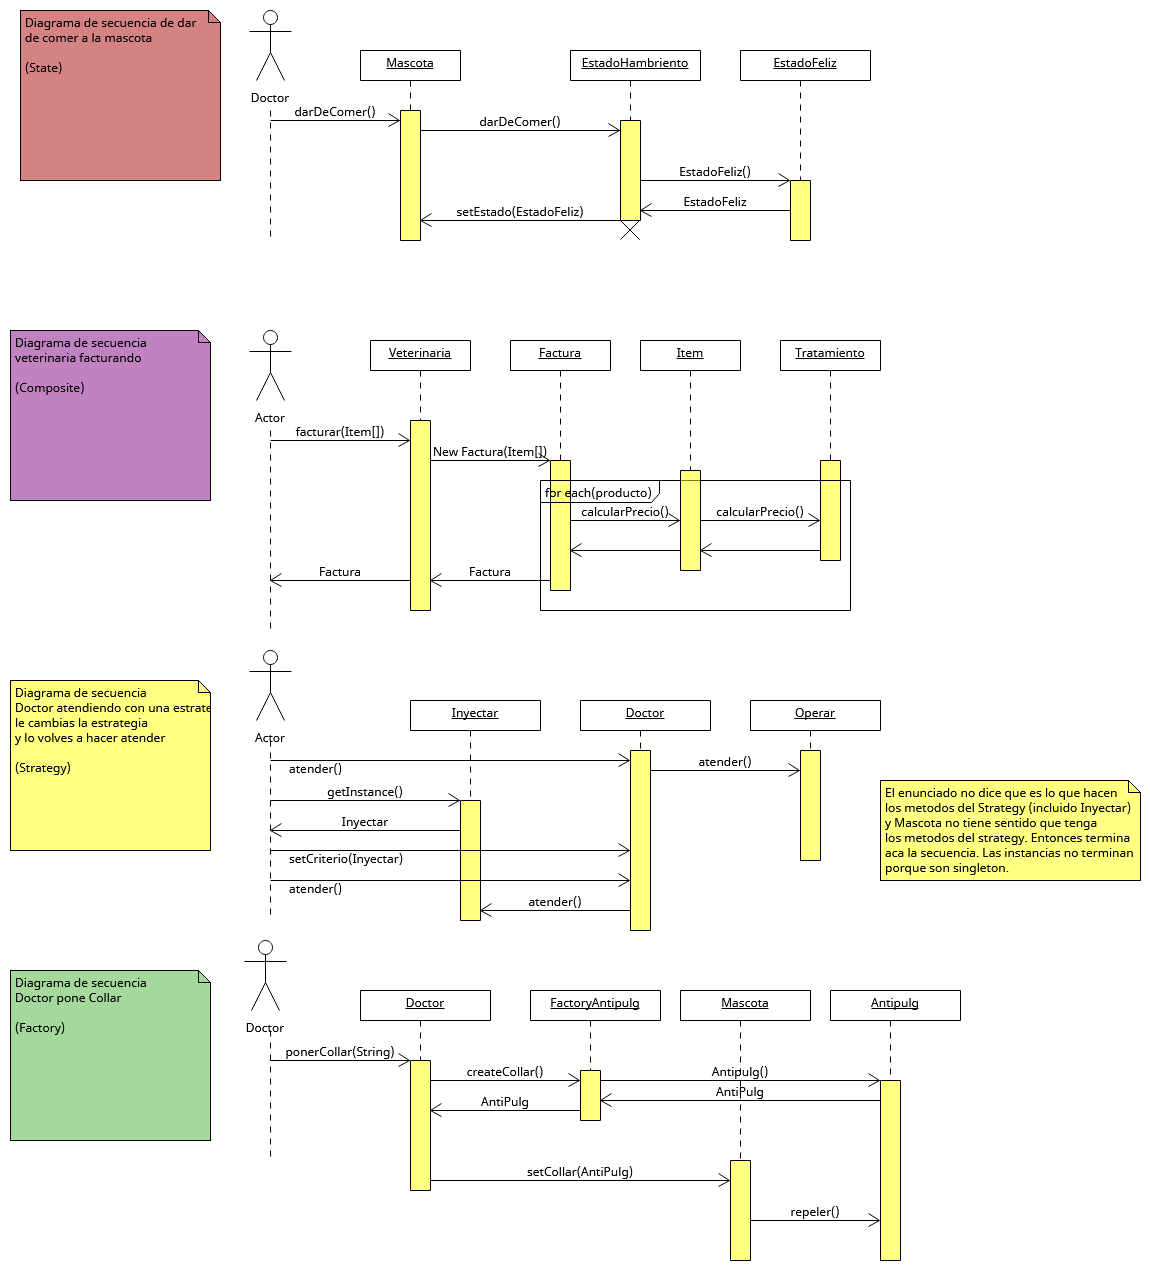 Diagrama de secuencia de dar
de comer a la mascota
(State)
Doctor
Mascota
EstadoHambriento
EstadoFeliz
darDeComer()
darDeComer()
EstadoFeliz()
EstadoFeliz
setEstado(EstadoFeliz)
Diagrama de secuencia
veterinaria facturando
(Composite)
Actor
Veterinaria
Factura
Item
Tratamiento
facturar(Item[])
New Factura(Item[])
for each(producto)
calcularPrecio()
calcularPrecio()
Factura
Factura
Diagrama de secuencia
Doctor atendiendo con una estrate
le cambias la estrategia
y lo volves a hacer atender
(Strategy)
Actor
Inyectar
Doctor
Operar
atender()
atender()
getInstance()
Inyectar
setCriterio(Inyectar)
atender()
atender()
El enunciado no dice que es lo que hacen
los metodos del Strategy (incluido Inyectar)
y Mascota no tiene sentido que tenga
los metodos del strategy. Entonces termina
aca la secuencia. Las instancias no terminan
porque son singleton.
Diagrama de secuencia
Doctor pone Collar
(Factory)
Doctor
Doctor
FactoryAntipulg
Mascota
Antipulg
ponerCollar(String)
createCollar()
Antipulg()
AntiPulg
AntiPulg
setCollar(AntiPulg)
repeler()